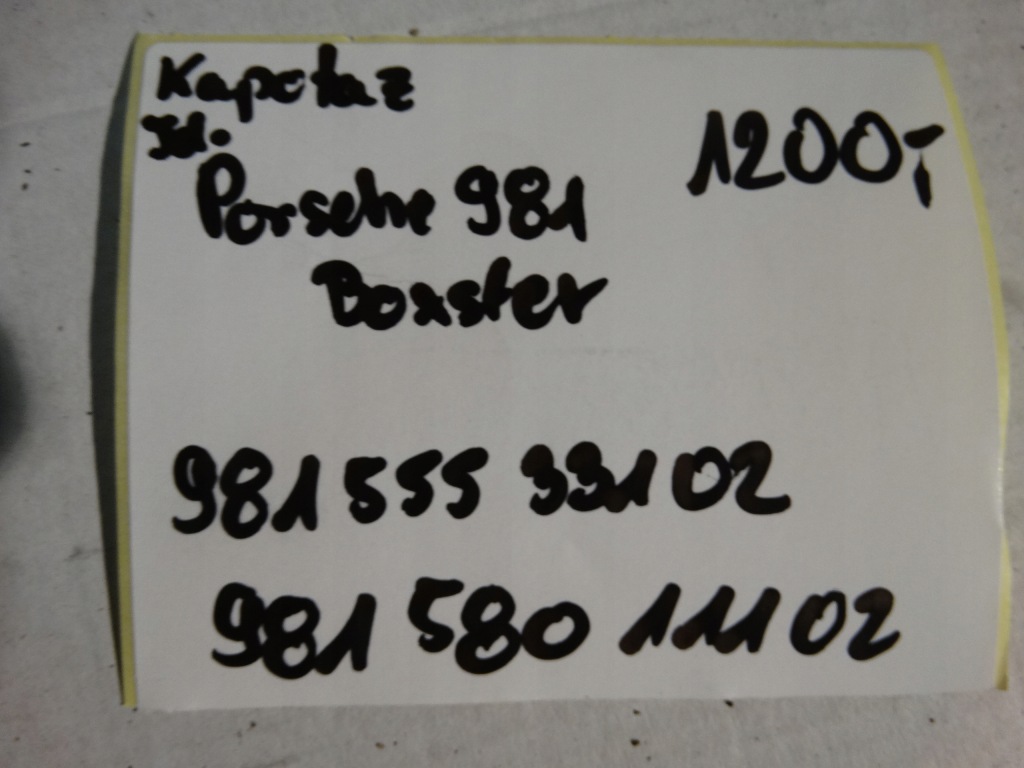 Kapotaz
Porsche 981
1200,-
Boxster
981 555 331 02
981 580 111 02